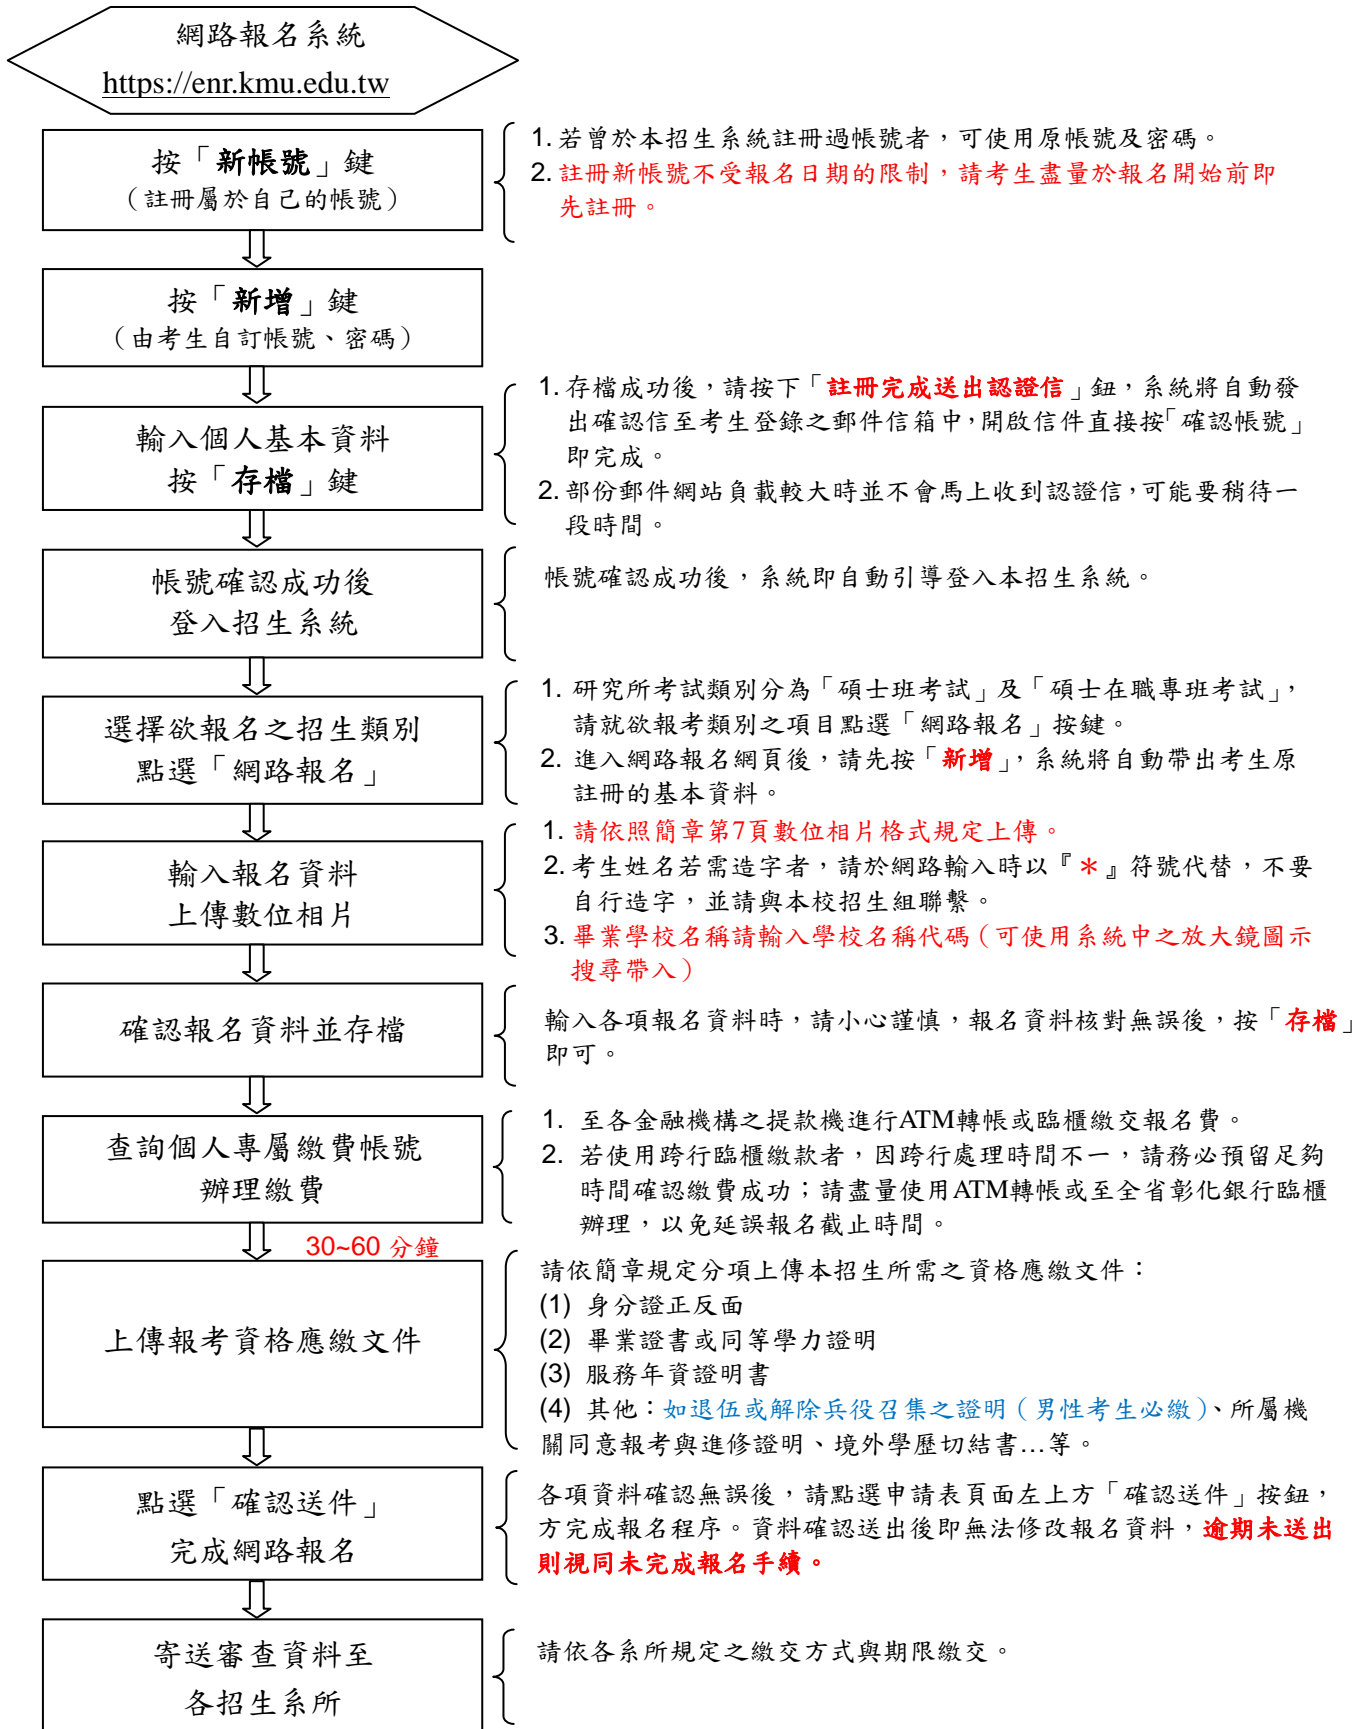 網路報名系統
https://enr.kmu.edu.tw
按「新帳號」鍵
（註冊屬於自己的帳號）
1. 若曾於本招生系統註冊過帳號者，可使用原帳號及密碼。
2. 註冊新帳號不受報名日期的限制，請考生盡量於報名開始前即
先註冊。
按「新增」鍵
（由考生自訂帳號、密碼）
輸入個人基本資料
按「存檔」鍵
1. 存檔成功後，請按下「註冊完成送出認證信」鈕，系統將自動發
出確認信至考生登錄之郵件信箱中，開啟信件直接按「確認帳號」
即完成。
2. 部份郵件網站負載較大時並不會馬上收到認證信，可能要稍待一
段時間。
帳號確認成功後
登入招生系統
帳號確認成功後，系統即自動引導登入本招生系統。
選擇欲報名之招生類別
點選「網路報名」
1. 研究所考試類別分為「碩士班考試」及「碩士在職專班考試」，
請就欲報考類別之項目點選「網路報名」按鍵。
2. 進入網路報名網頁後，請先按「新增」，系統將自動帶出考生原
註冊的基本資料。
輸入報名資料
上傳數位相片
1. 請依照簡章第7頁數位相片格式規定上傳。
2. 考生姓名若需造字者，請於網路輸入時以『＊』符號代替，不要
自行造字，並請與本校招生組聯繫。
3. 畢業學校名稱請輸入學校名稱代碼（可使用系統中之放大鏡圖示
搜尋帶入）
確認報名資料並存檔
輸入各項報名資料時，請小心謹慎，報名資料核對無誤後，按「存檔」
即可。
查詢個人專屬繳費帳號
辦理繳費
1. 至各金融機構之提款機進行ATM轉帳或臨櫃繳交報名費。
2. 若使用跨行臨櫃繳款者，因跨行處理時間不一，請務必預留足夠
時間確認繳費成功；請盡量使用ATM轉帳或至全省彰化銀行臨櫃
辦理，以免延誤報名截止時間。
30~60 分鐘
上傳報考資格應繳文件
請依簡章規定分項上傳本招生所需之資格應繳文件：
(1) 身分證正反面
(2) 畢業證書或同等學力證明
(3) 服務年資證明書
(4) 其他：如退伍或解除兵役召集之證明（男性考生必繳）、所屬機
關同意報考與進修證明、境外學歷切結書…等。
點選「確認送件」
完成網路報名
各項資料確認無誤後，請點選申請表頁面左上方「確認送件」按鈕，
方完成報名程序。資料確認送出後即無法修改報名資料，逾期未送出
則視同未完成報名手續。
寄送審查資料至
各招生系所
請依各系所規定之繳交方式與期限繳交。